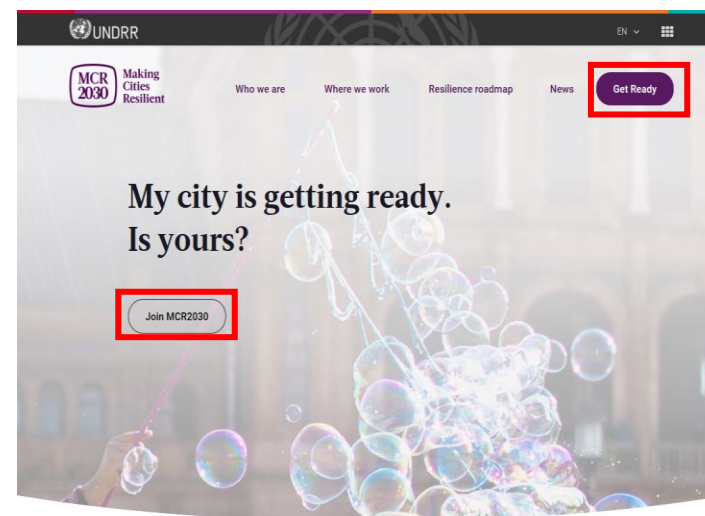 UNDRR
EN
MCR
2030
Making
Cities
Resilient
Who we are
Where we work
Resilience roadmap
News
Get Ready
My city is getting ready.
Is yours?
Join MCR2030